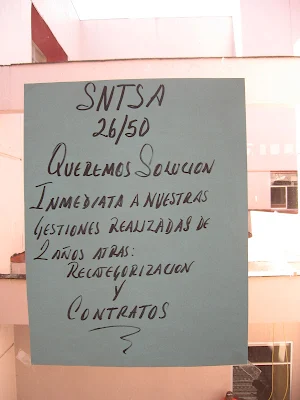 SNTSA
26/50
QUEREMOS SOLUCION
INMEDIATA A NUESTRAS
GESTIONES REALIZADAS DE
2 AÑOS ATRAS:
RECATEGORIZACION
Y
CONTRATOS